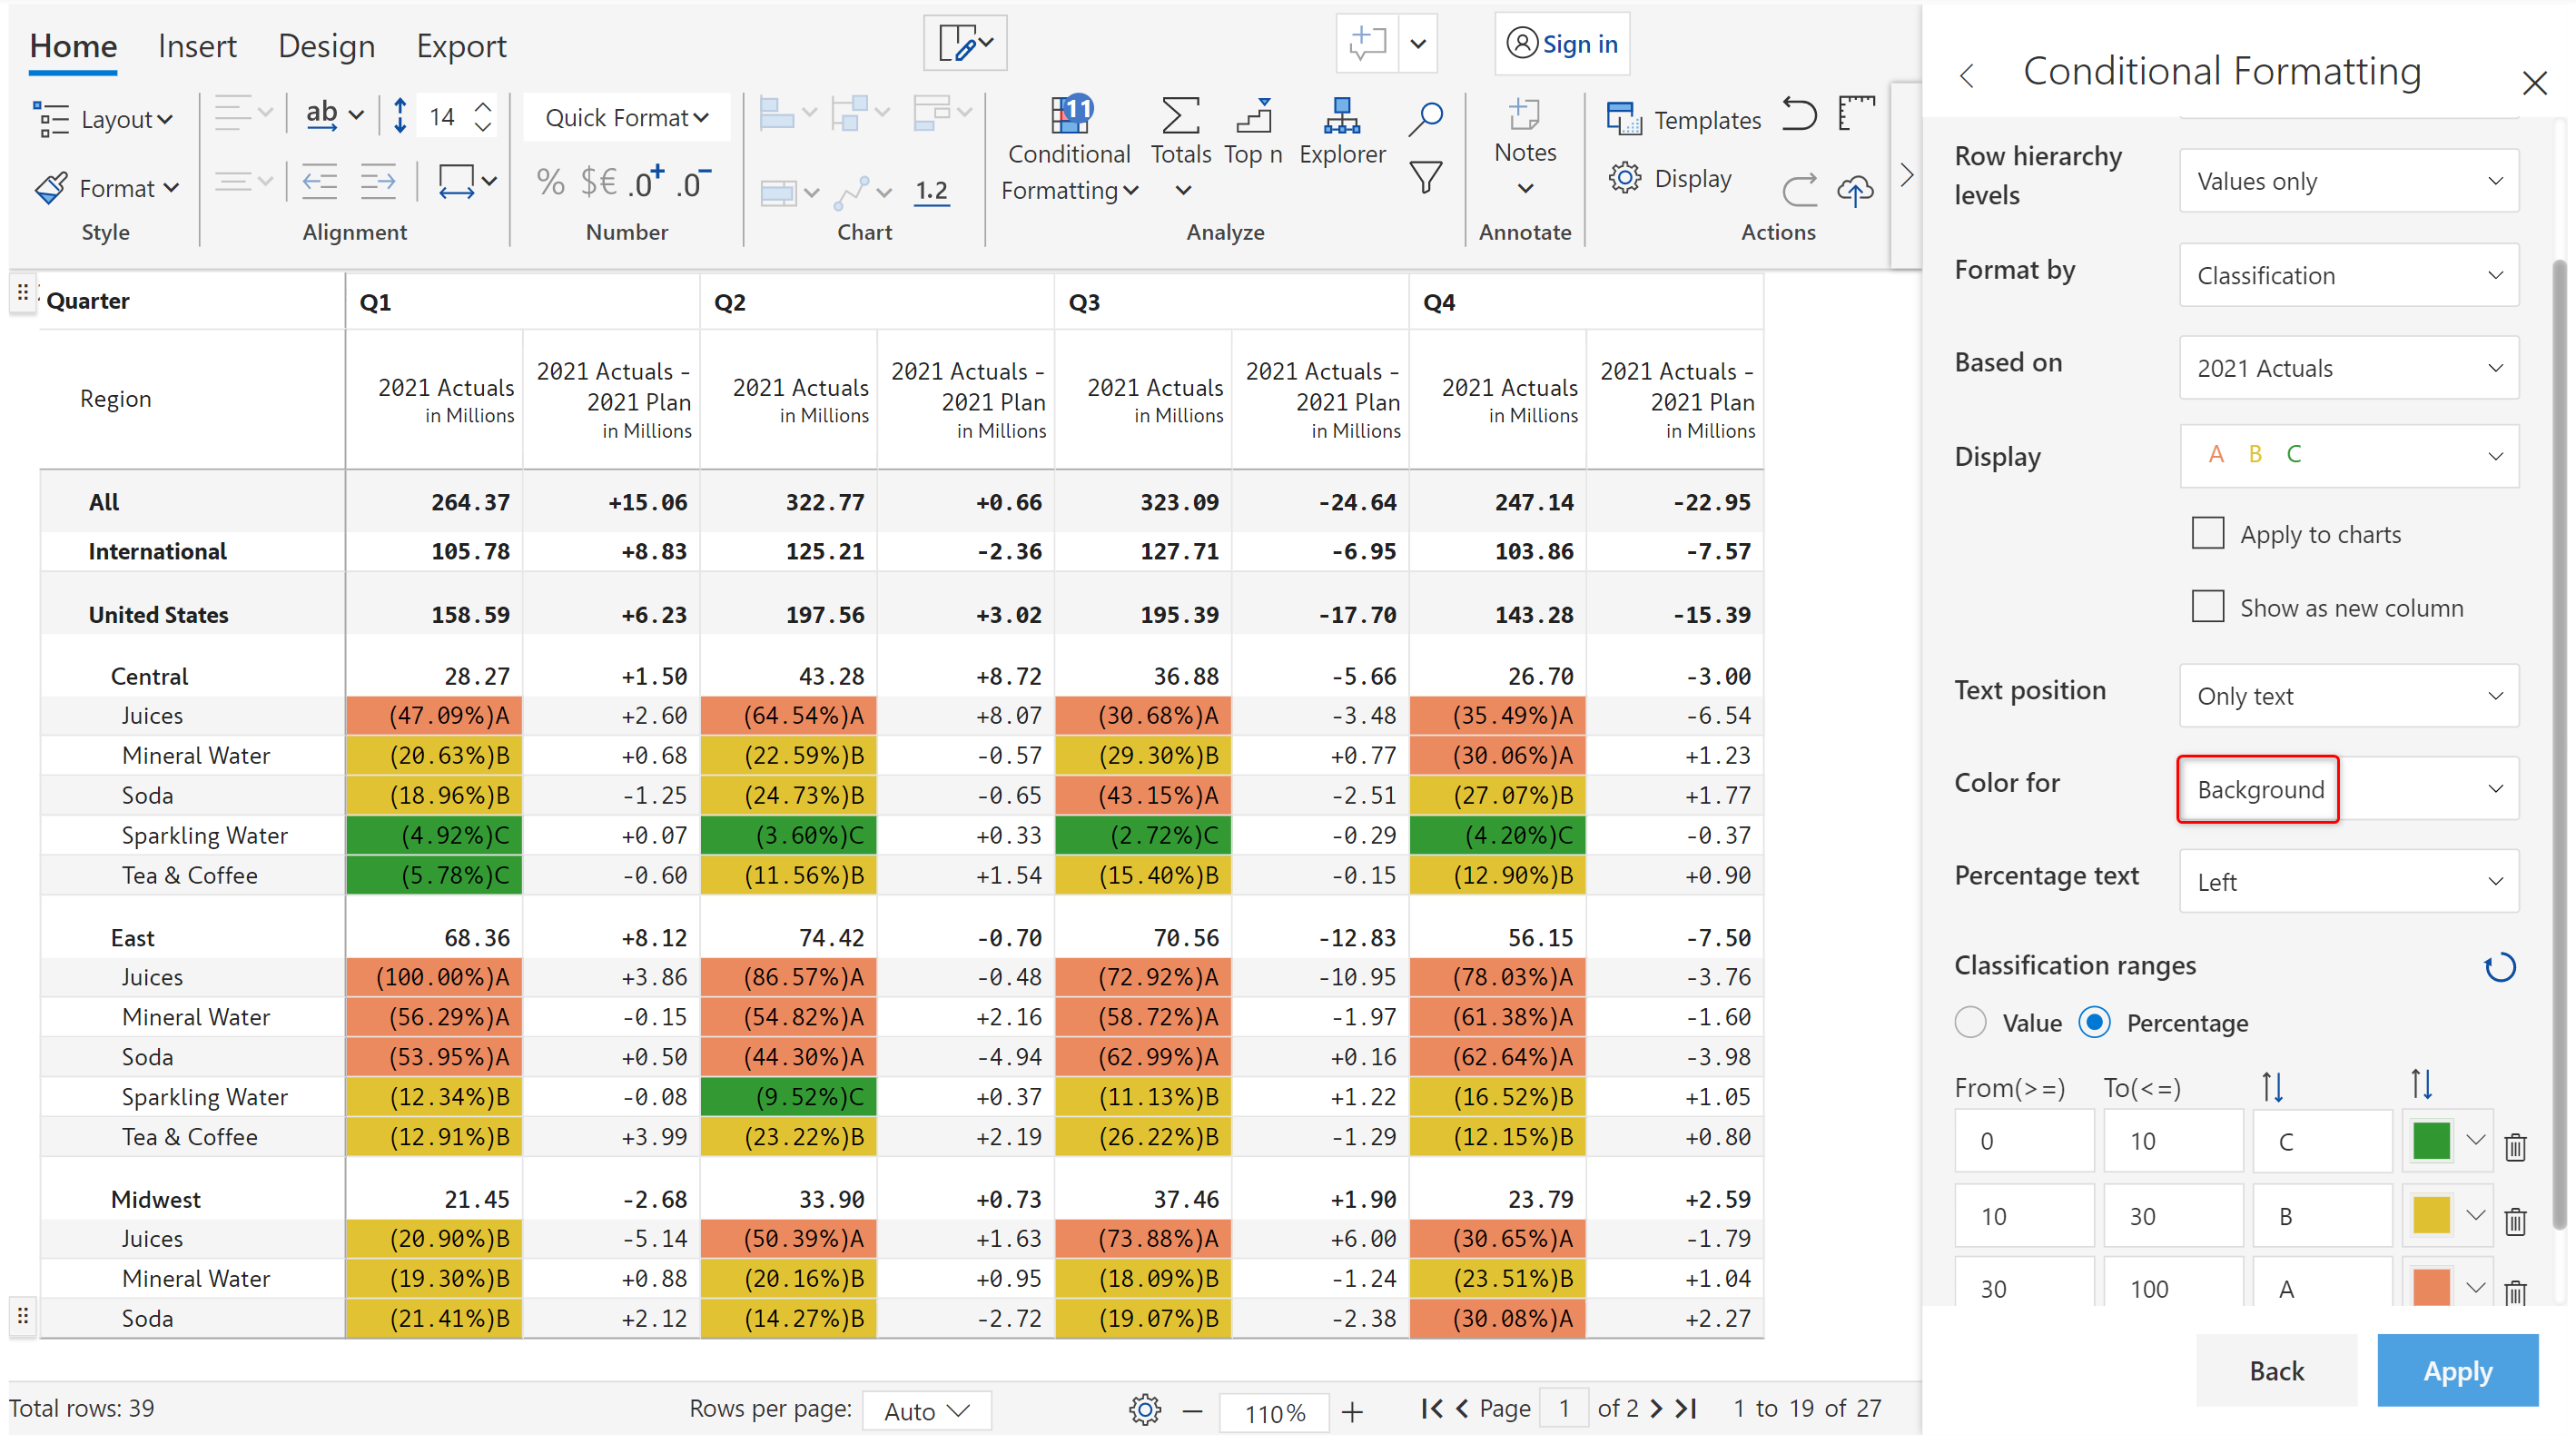 Home Insert Design Export
Sign in
Layout
ab
14
Quick Format
11
Conditional
Formatting
Totals
Top n
Explorer
Notes
Templates
Format
% $€ .0+ .0-
1.2
Display
Style Alignment Number Chart Analyze Annotate Actions
Quarter Q1 Q2 Q3 Q4
Region
2021 Actuals
in Millions
2021 Actuals -
2021 Plan
in Millions
2021 Actuals
in Millions
2021 Actuals -
2021 Plan
in Millions
2021 Actuals
in Millions
2021 Actuals -
2021 Plan
in Millions
2021 Actuals
in Millions
2021 Actuals -
2021 Plan
in Millions
All 264.37 +15.06 322.77 +0.66 323.09 -24.64 247.14 -22.95
International 105.78 +8.83 125.21 -2.36 127.71 -6.95 103.86 -7.57
United States 158.59 +6.23 197.56 +3.02 195.39 -17.70 143.28 -15.39
Central 28.27 +1.50 43.28 +8.72 36.88 -5.66 26.70 -3.00
Juices (47.09%)A +2.60 (64.54%)A +8.07 (30.68%)A -3.48 (35.49%)A -6.54
Mineral Water (20.63%)B +0.68 (22.59%)B -0.57 (29.30%)B +0.77 (30.06%)A +1.23
Soda (18.96%)B -1.25 (24.73%)B -0.65 (43.15%)A -2.51 (27.07%)B +1.77
Sparkling Water (4.92%)C +0.07 (3.60%)C +0.33 (2.72%)C -0.29 (4.20%)C -0.37
Tea & Coffee (5.78%)C -0.60 (11.56%)B +1.54 (15.40%)B -0.15 (12.90%)B +0.90
East 68.36 +8.12 74.42 -0.70 70.56 -12.83 56.15 -7.50
Juices (100.00%)A +3.86 (86.57%)A -0.48 (72.92%)A -10.95 (78.03%)A -3.76
Mineral Water (56.29%)A -0.15 (54.82%)A +2.16 (58.72%)A -1.97 (61.38%)A -1.60
Soda (53.95%)A +0.50 (44.30%)A -4.94 (62.99%)A +0.16 (62.64%)A -3.98
Sparkling Water (12.34%)B -0.08 (9.52%)C +0.37 (11.13%)B +1.22 (16.52%)B +1.05
Tea & Coffee (12.91%)B +3.99 (23.22%)B +2.19 (26.22%)B -1.29 (12.15%)B +0.80
Midwest 21.45 -2.68 33.90 +0.73 37.46 +1.90 23.79 +2.59
Juices (20.90%)B -5.14 (50.39%)A +1.63 (73.88%)A +6.00 (30.65%)A -1.79
Mineral Water (19.30%)B +0.88 (20.16%)B +0.95 (18.09%)B -1.24 (23.51%)B +1.04
Soda (21.41%)B +2.12 (14.27%)B -2.72 (19.07%)B -2.38 (30.08%)A +2.27
Total rows: 39 Rows per page: Auto 110% Page 1 of 2 1 to 19 of 27
Conditional Formatting
Row hierarchy
levels
Values only
Format by Classification
Based on 2021 Actuals
Display A B C
Apply to charts
Show as new column
Text position Only text
Color for Background
Percentage text Left
Classification ranges
Value Percentage
From(>=) To(<=)
0 10 C
10 30 B
30 100 A
Back Apply